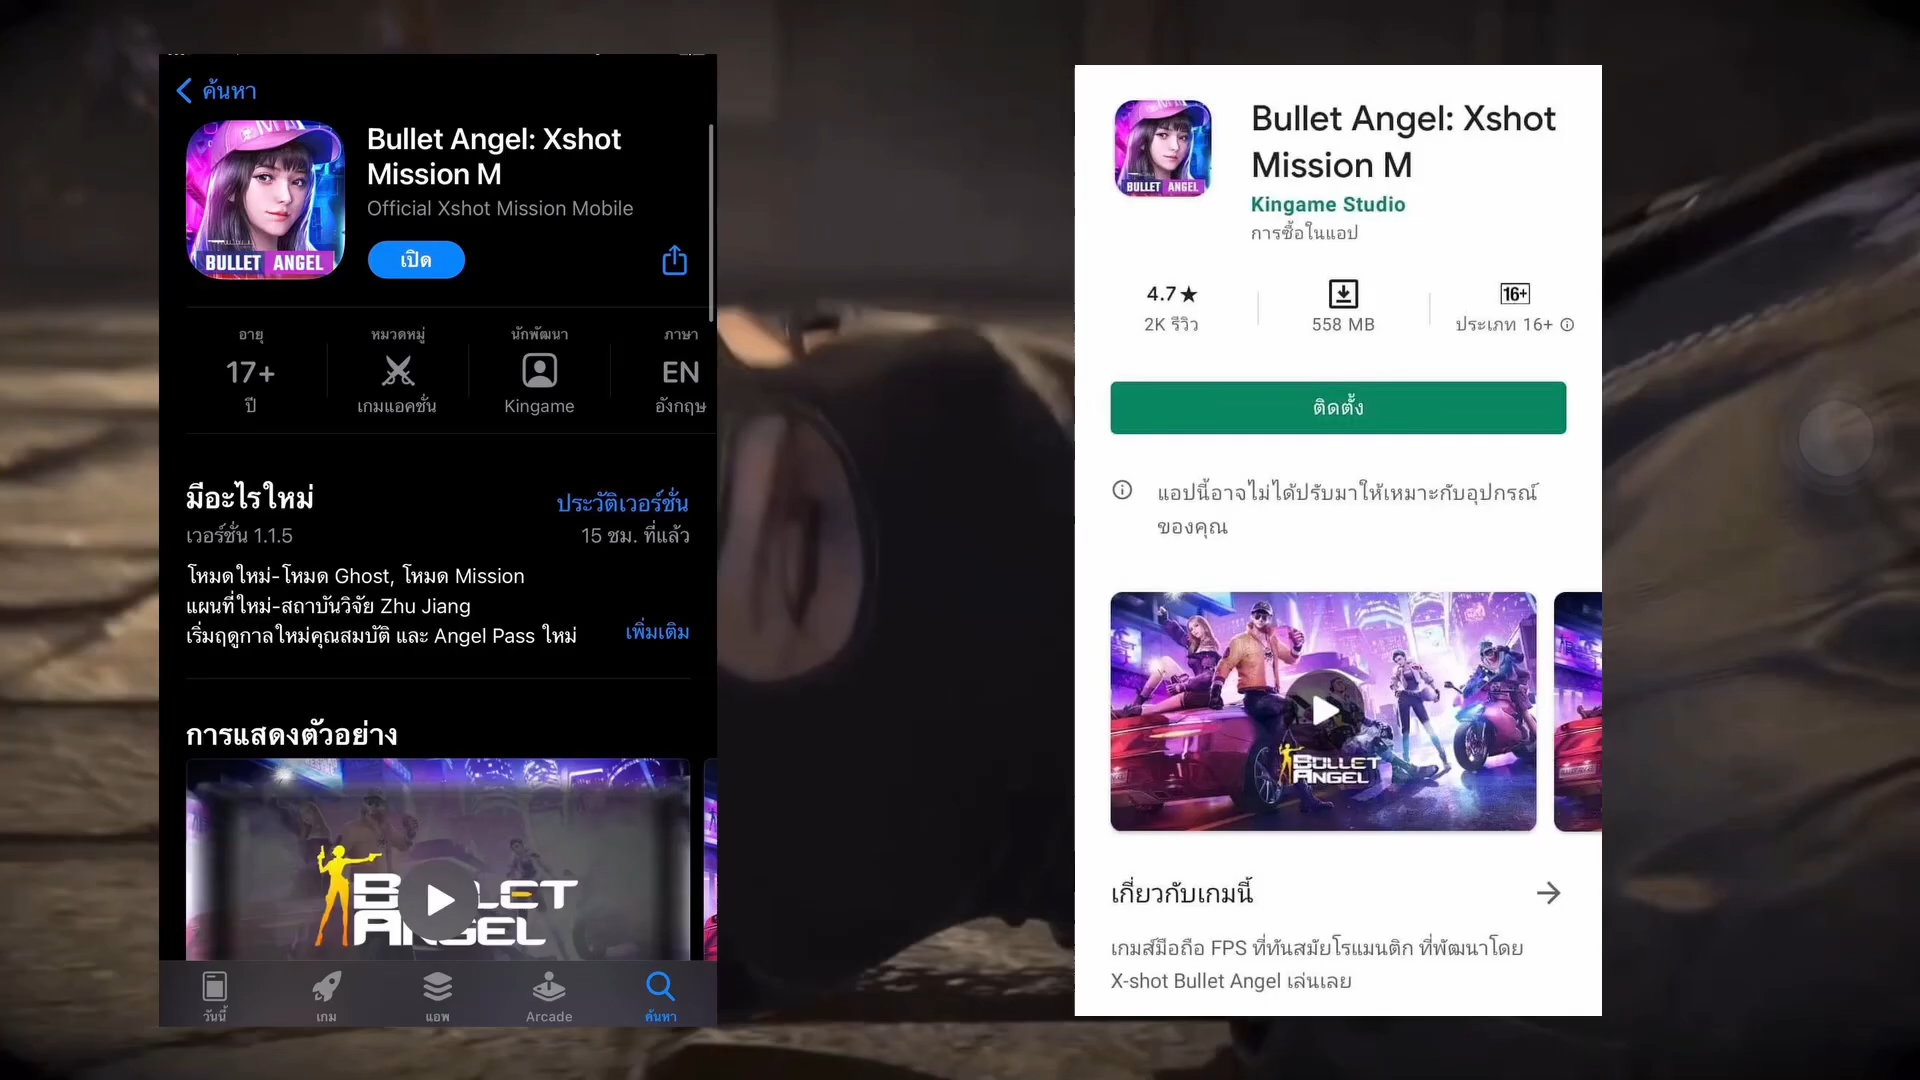 ค้นหา
Bullet Angel: Xshot
Mission M
Official Xshot Mission Mobile
เปิด
BULLET ANGEL
อายุ
17+
ปี
หมวดหมู่
เกมแอคชั่น
นักพัฒนา
Kingame
ภาษา
EN
อังกฤษ
มีอะไรใหม่
ประวัติเวอร์ชั่น
เวอร์ชั่น 1.1.5
15 ชม. ที่แล้ว
โหมดใหม่-โหมด Ghost, โหมด Mission
แผนที่ใหม่-สถาบันวิจัย Zhu Jiang
เริ่มฤดูกาลใหม่คุณสมบัติ และ Angel Pass ใหม่
เพิ่มเติม
การแสดงตัวอย่าง
BULLET
ANGEL
วันนี้
เกม
แอพ
Arcade
ค้นหา
Bullet Angel: Xshot
Mission M
Kingame Studio
การซื้อในแอป
BULLET ANGEL
4.7★
2K รีวิว
558 MB
16+
ประเภท 16+
ติดตั้ง
แอปนี้อาจไม่ได้ปรับมาให้เหมาะกับอุปกรณ์
ของคุณ
BULLET
ANGEL
เกี่ยวกับเกมนี้
เกมส์มือถือ FPS ที่ทันสมัยโรแมนติก ที่พัฒนาโดย
X-shot Bullet Angel เล่นเลย